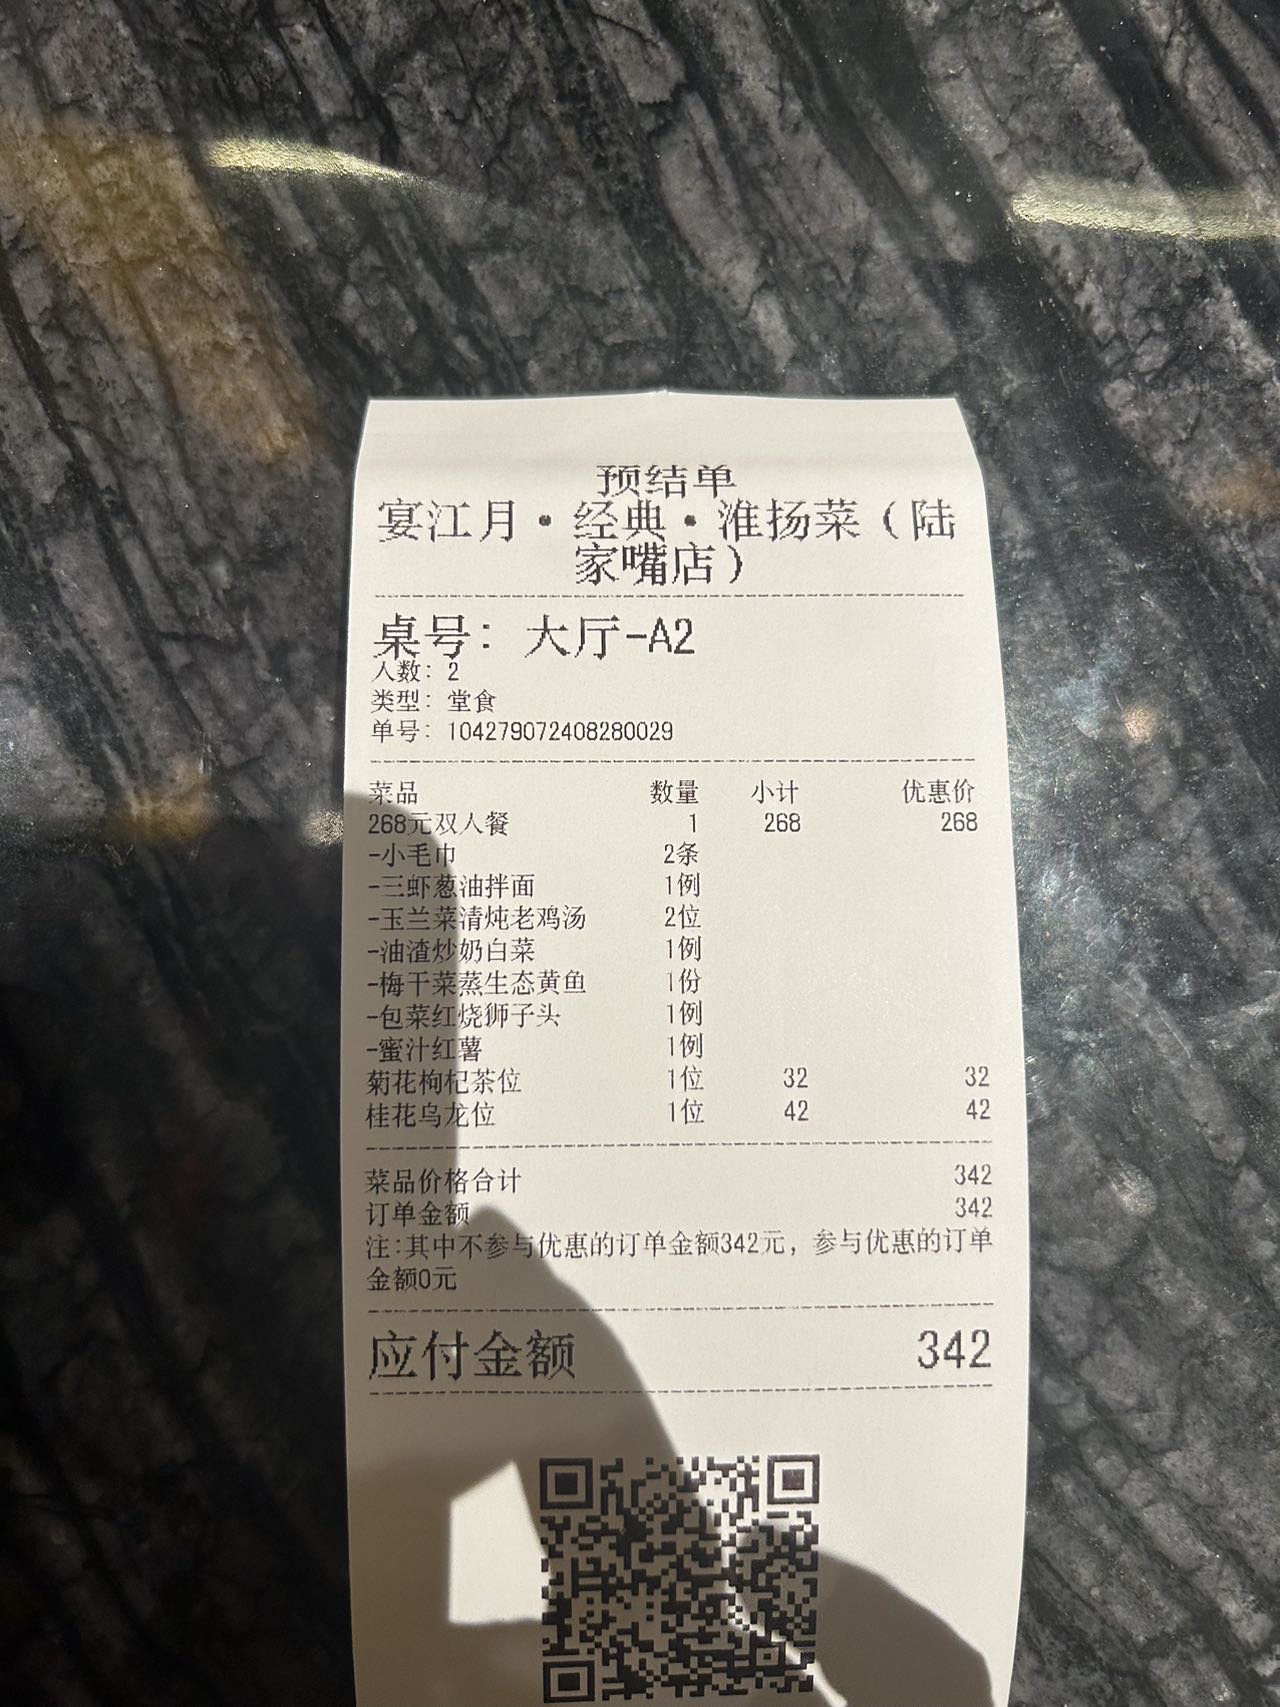 预结单
宴江月·经典·淮扬菜（陆
家嘴店）
桌号：大厅-A2
人数：2
类型：堂食
单号：104279072408280029
菜品 数量 小计 优惠价
268元双人餐 1 268 268
-小毛巾 2条
-三虾葱油拌面 1例
-玉兰菜清炖老鸡汤 2位
-油渣炒奶白菜 1例
-梅干菜蒸生态黄鱼 1份
-包菜红烧狮子头 1例
-蜜汁红薯 1例
菊花枸杞茶位 1位 32 32
桂花乌龙位 1位 42 42
菜品价格合计 342
订单金额 342
注:其中不参与优惠的订单金额342元，参与优惠的订单
金额0元
应付金额 342